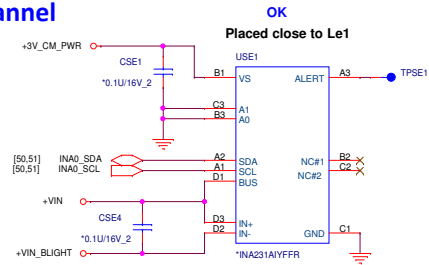 annel
OK
Placed close to Le1
+3V_CM_PWR
CSE1
*0.1U/16V_2
USE1
B1 VS
ALERT A3 TPSE1
C3 A1
B3 A0
[50,51] INA0_SDA A2 SDA
[50,51] INA0_SCL A1 SCL
D1 BUS
NC#1 B2
NC#2 C2
+VIN
CSE4
*0.1U/16V_2
D3 IN+
D2 IN-
GND C1
+VIN_BLIGHT
*INA231AIYFFR